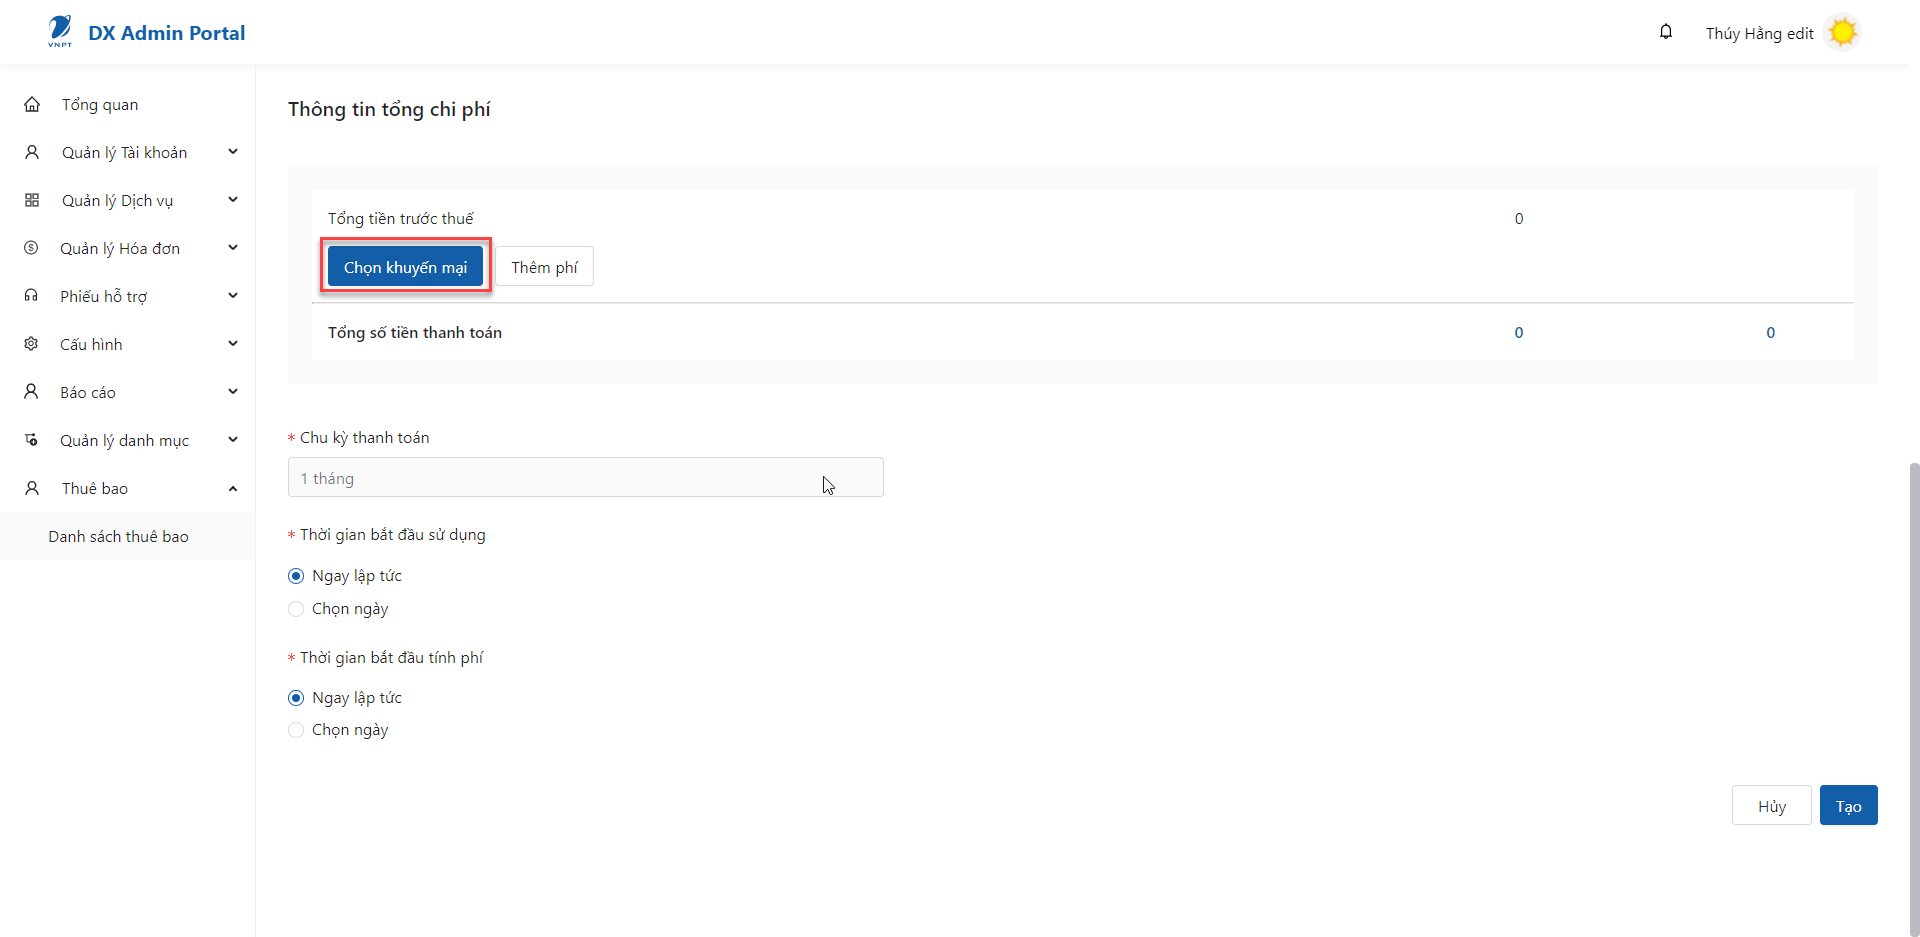 VNPT
DX Admin Portal
Thúy Hằng edit
Tổng quan
Quản lý Tài khoản
Quản lý Dịch vụ
Quản lý Hóa đơn
Phiếu hỗ trợ
Cấu hình
Báo cáo
Quản lý danh mục
Thuê bao
Danh sách thuê bao
Thông tin tổng chi phí
Tổng tiền trước thuế 0
Chọn khuyến mại Thêm phí
Tổng số tiền thanh toán 0 0
* Chu kỳ thanh toán
1 tháng
* Thời gian bắt đầu sử dụng
Ngay lập tức
Chọn ngày
* Thời gian bắt đầu tính phí
Ngay lập tức
Chọn ngày
Hủy Tạo